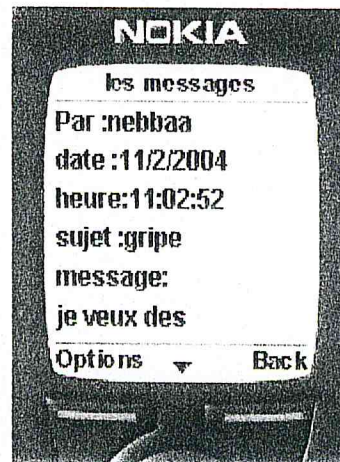 NOKIA
les messages
Par :nebbaa
date :11/2/2004
heure:11:02:52
sujet :gripe
message:
je veux des
Options Back